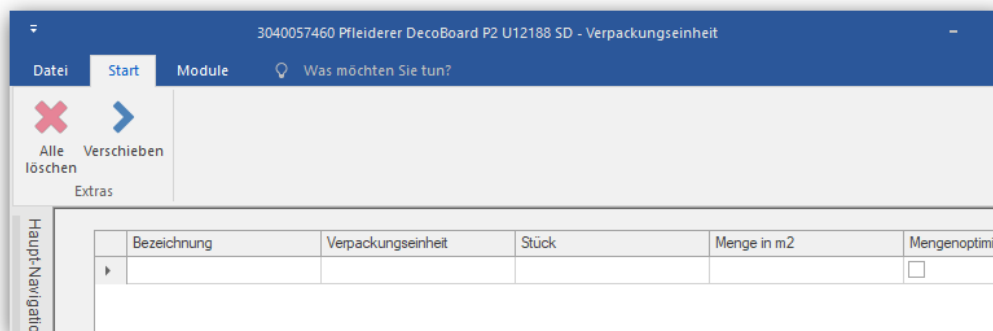 3040057460 Pfleiderer DecoBoard P2 U12188 SD - Verpackungseinheit
Datei Start Module Was möchten Sie tun?
Alle löschen
Verschieben
Extras
Haupt-Navigatio
Bezeichnung Verpackungseinheit Stück Menge in m2 Mengenoptimi